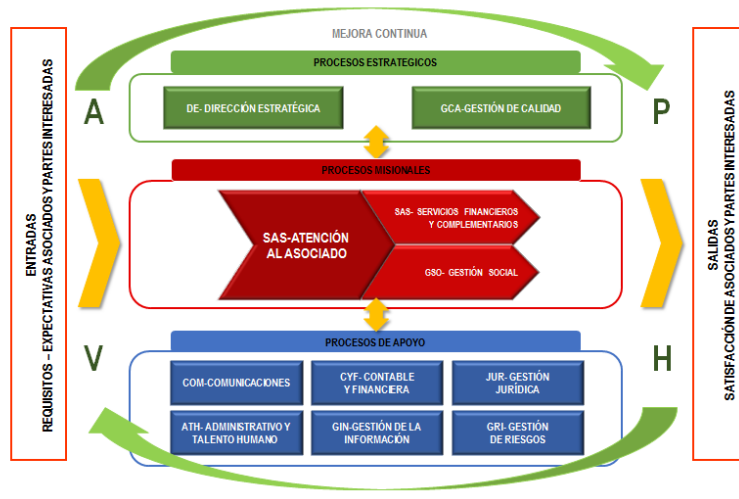 MEJORA CONTINUA
PROCESOS ESTRATEGICOS
A
P
DE- DIRECCIÓN ESTRATÉGICA
GCA-GESTIÓN DE CALIDAD
ENTRADAS
REQUISITOS – EXPECTATIVAS ASOCIADOS Y PARTES INTERESADAS
PROCESOS MISIONALES
SAS-ATENCIÓN
AL ASOCIADO
SAS- SERVICIOS FINANCIEROS
Y COMPLEMENTARIOS
GSO- GESTIÓN SOCIAL
SALIDAS
SATISFACCIÓN DE ASOCIADOS Y PARTES INTERESADAS
PROCESOS DE APOYO
V
H
COM-COMUNICACIONES
CYF- CONTABLE
Y FINANCIERA
JUR- GESTIÓN
JURÍDICA
ATH- ADMINISTRATIVO Y
TALENTO HUMANO
GIN-GESTIÓN DE LA
INFORMACIÓN
GRI- GESTIÓN
DE RIESGOS